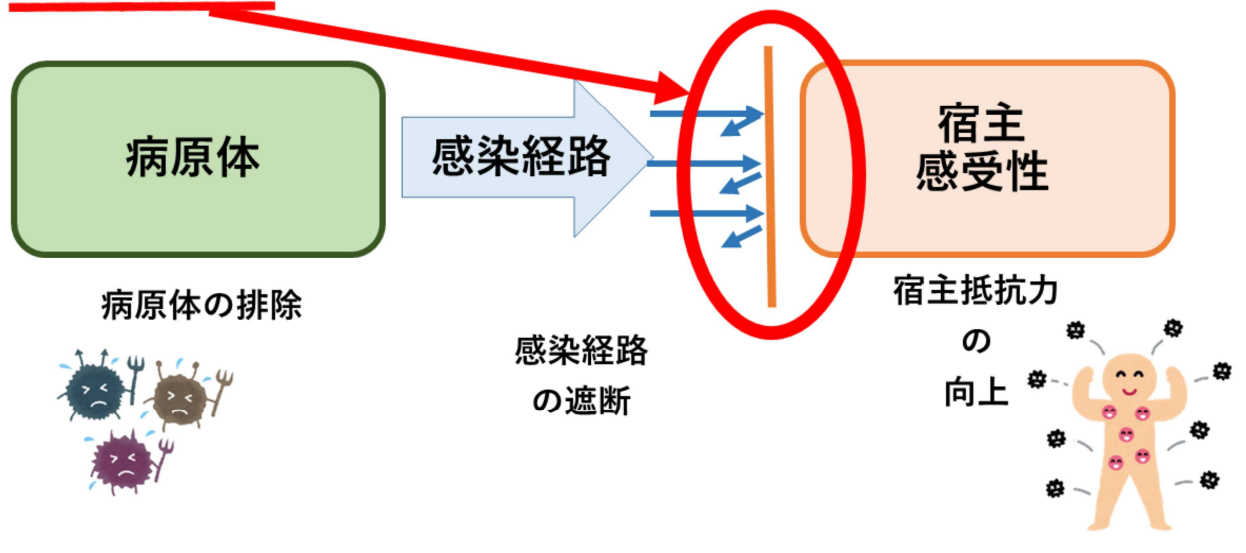 病原体
感染経路
宿主
感受性
病原体の排除
感染経路
の遮断
宿主抵抗力
の
向上